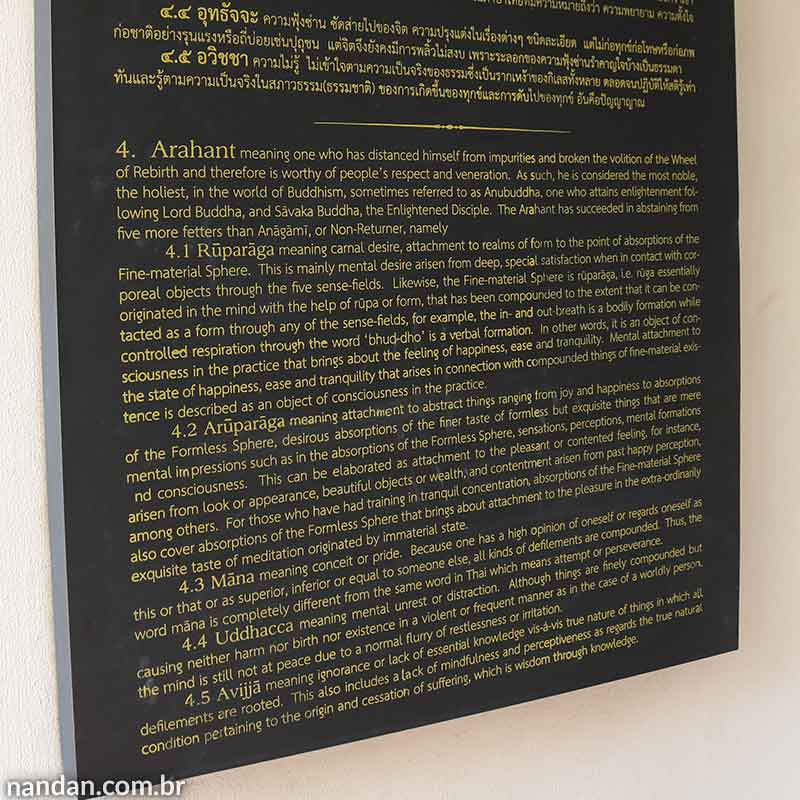 ๔.๔ อุทธัจจะ ความฟุ้งซ่าน ซัดส่ายไปของจิต ความปรุงแต่งในเรื่องต่างๆ ชนิดละเอียด แต่ไม่ก่อทุกข์ก่อโทษหรือก่อภพ
ก่อชาติอย่างรุนแรงหรือถี่บ่อยเช่นปุถุชน แต่จิตจึงยังคงมีการพลิ้วไม่สงบ เพราะระลอกของความฟุ้งซ่านรำคาญใจบ้างเป็นธรรมดา
๔.๕ อวิชชา ความไม่รู้ ไม่เข้าใจตามความเป็นจริงของธรรมซึ่งเป็นรากเหง้าของกิเลสทั้งหลาย ตลอดจนปฏิบัติให้สติรู้เท่า
ทันและรู้ตามความเป็นจริงในสภาวธรรม(ธรรมชาติ) ของการเกิดขึ้นของทุกข์และการดับไปของทุกข์ อันคือปัญญาญาณ
4. Arahant meaning one who has distanced himself from impurities and broken the volition of the Wheel
of Rebirth and therefore is worthy of people's respect and veneration. As such, he is considered the most noble,
the holiest, in the world of Buddhism, sometimes referred to as Anubuddha, one who attains enlightenment fol-
lowing Lord Buddha, and Sāvaka Buddha, the Enlightened Disciple. The Arahant has succeeded in abstaining from
five more fetters than Anāgāmī, or Non-Returner, namely
4.1 Rūparāga meaning carnal desire, attachment to realms of form to the point of absorptions of the
Fine-material Sphere. This is mainly mental desire arisen from deep, special satisfaction when in contact with cor-
poreal objects through the five sense-fields. Likewise, the Fine-material Sphere is rūparāga, i.e. rūga essentially
originated in the mind with the help of rūpa or form, that has been compounded to the extent that it can be con-
tacted as a form through any of the sense-fields, for example, the in- and out-breath is a bodily formation while
controlled respiration through the word 'bhud-dho' is a verbal formation. In other words, it is an object of con-
sciousness in the practice that brings about the feeling of happiness, ease and tranquility. Mental attachment to
the state of happiness, ease and tranquility that arises in connection with compounded things of fine-material exis-
tence is described as an object of consciousness in the practice.
4.2 Arūparāga meaning attachment to abstract things ranging from joy and happiness to absorptions
of the Formless Sphere, desirous absorptions of the finer taste of formless but exquisite things that are mere
mental impressions such as in the absorptions of the Formless Sphere, sensations, perceptions, mental formations
nd consciousness. This can be elaborated as attachment to the pleasant or contented feeling, for instance,
arisen from look or appearance, beautiful objects or wealth, and contentment arisen from past happy perception,
among others. For those who have had training in tranquil concentration, absorptions of the Fine-material Sphere
also cover absorptions of the Formless Sphere that brings about attachment to the pleasure in the extra-ordinarily
exquisite taste of meditation originated by immaterial state.
4.3 Māna meaning conceit or pride. Because one has a high opinion of oneself or regards oneself as
this or that or as superior, inferior or equal to someone else, all kinds of defilements are compounded. Thus, the
word māna is completely different from the same word in Thai which means attempt or perseverance.
4.4 Uddhacca meaning mental unrest or distraction. Although things are finely compounded but
causing neither harm nor birth nor existence in a violent or frequent manner as in the case of a worldly person,
the mind is still not at peace due to a normal flurry of restlessness or irritation.
4.5 Avijjā meaning ignorance or lack of essential knowledge vis-á-vis true nature of things in which all
defilements are rooted. This also includes a lack of mindfulness and perceptiveness as regards the true natural
condition pertaining to the origin and cessation of suffering, which is wisdom through knowledge.
nandan.com.br